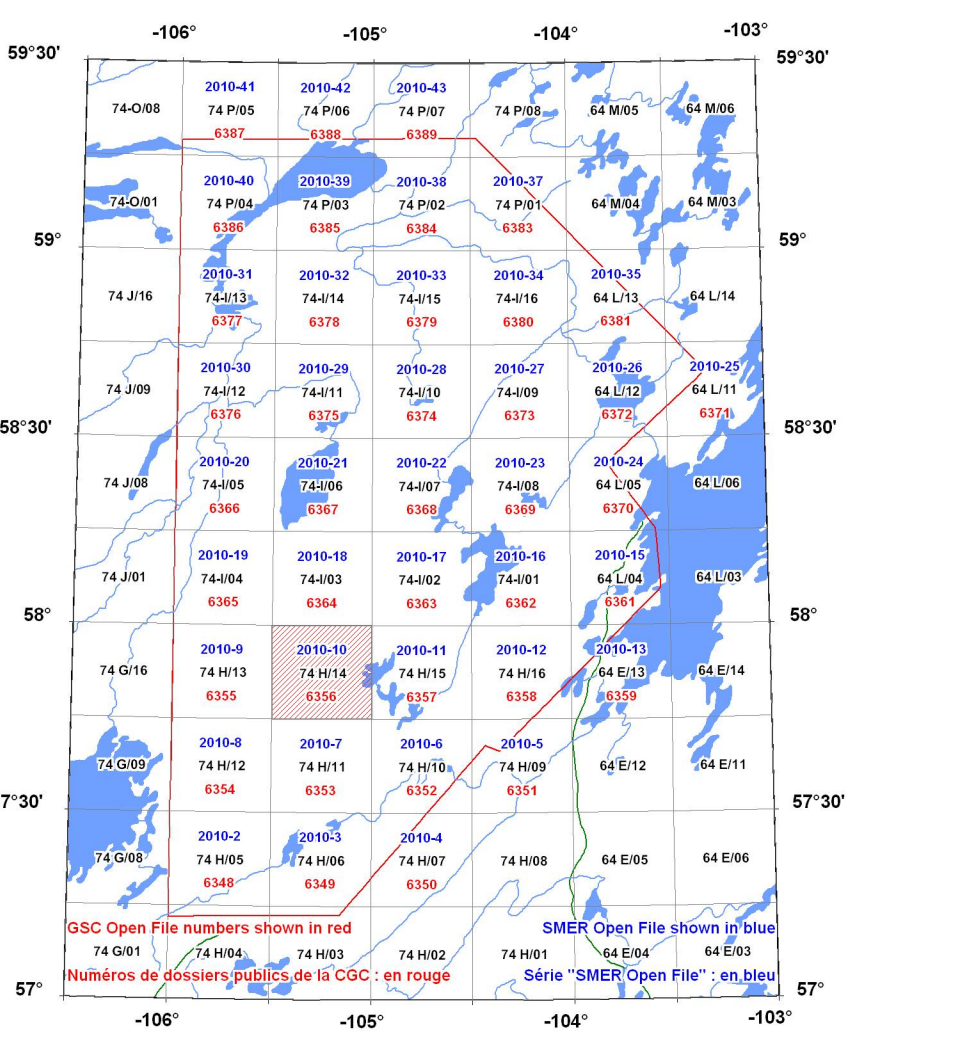 -106° -105° -104° -103°
59°30' 59°30'
2010-41 2010-42 2010-43
74-O/08 74 P/05 74 P/06 74 P/07 74 P/08 64 M/05 64 M/06
6387 6388 6389
2010-40 2010-39 2010-38 2010-37
74-O/01 74 P/04 74 P/03 74 P/02 74 P/01 64 M/04 64 M/03
6386 6385 6384 6383
59° 59°
2010-31 2010-32 2010-33 2010-34 2010-35
74 J/16 74-I/13 74-I/14 74-I/15 74-I/16 64 L/13 64 L/14
6377 6378 6379 6380 6381
2010-30 2010-29 2010-28 2010-27 2010-26 2010-25
74 J/09 74-I/12 74-I/11 74-I/10 74-I/09 64 L/12 64 L/11
6376 6375 6374 6373 6372 6371
58°30' 58°30'
2010-20 2010-21 2010-22 2010-23 2010-24
74 J/08 74-I/05 74-I/06 74-I/07 74-I/08 64 L/05 64 L/06
6366 6367 6368 6369 6370
2010-19 2010-18 2010-17 2010-16 2010-15
74 J/01 74-I/04 74-I/03 74-I/02 74-I/01 64 L/04 64 L/03
6365 6364 6363 6362 6361
58° 58°
2010-9 2010-10 2010-11 2010-12 2010-13
74 G/16 74 H/13 74 H/14 74 H/15 74 H/16 64 E/13 64 E/14
6355 6356 6357 6358 6359
2010-8 2010-7 2010-6 2010-5
74 G/09 74 H/12 74 H/11 74 H/10 74 H/09 64 E/12 64 E/11
6354 6353 6352 6351
7°30' 57°30'
2010-2 2010-3 2010-4
74 G/08 74 H/05 74 H/06 74 H/07 74 H/08 64 E/05 64 E/06
6348 6349 6350
GSC Open File numbers shown in red SMER Open File shown in blue
74 G/01 74 H/04 74 H/03 74 H/02 74 H/01 64 E/04 64 E/03
Numéros de dossiers publics de la CGC : en rouge Série "SMER Open File" : en bleu
57° 57°
-106° -105° -104° -103°